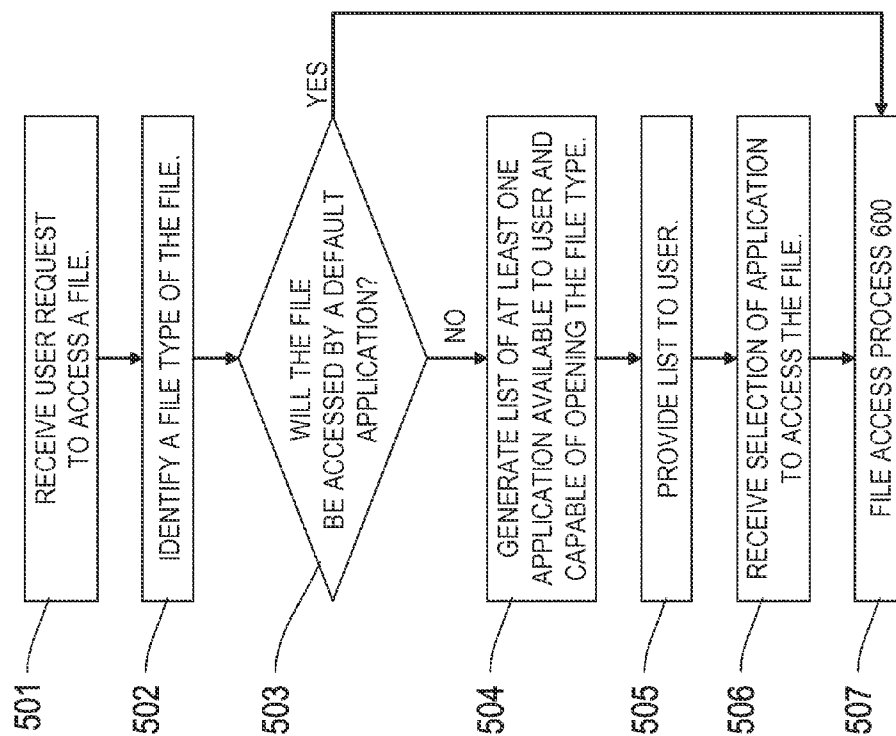 501
RECEIVE USER REQUEST
TO ACCESS A FILE.
502
IDENTIFY A FILE TYPE OF THE FILE.
503
WILL THE FILE
BE ACCESSED BY A DEFAULT
APPLICATION?
YES
NO
504
GENERATE LIST OF AT LEAST ONE
APPLICATION AVAILABLE TO USER AND
CAPABLE OF OPENING THE FILE TYPE.
505
PROVIDE LIST TO USER.
506
RECEIVE SELECTION OF APPLICATION
TO ACCESS THE FILE.
507
FILE ACCESS PROCESS 600